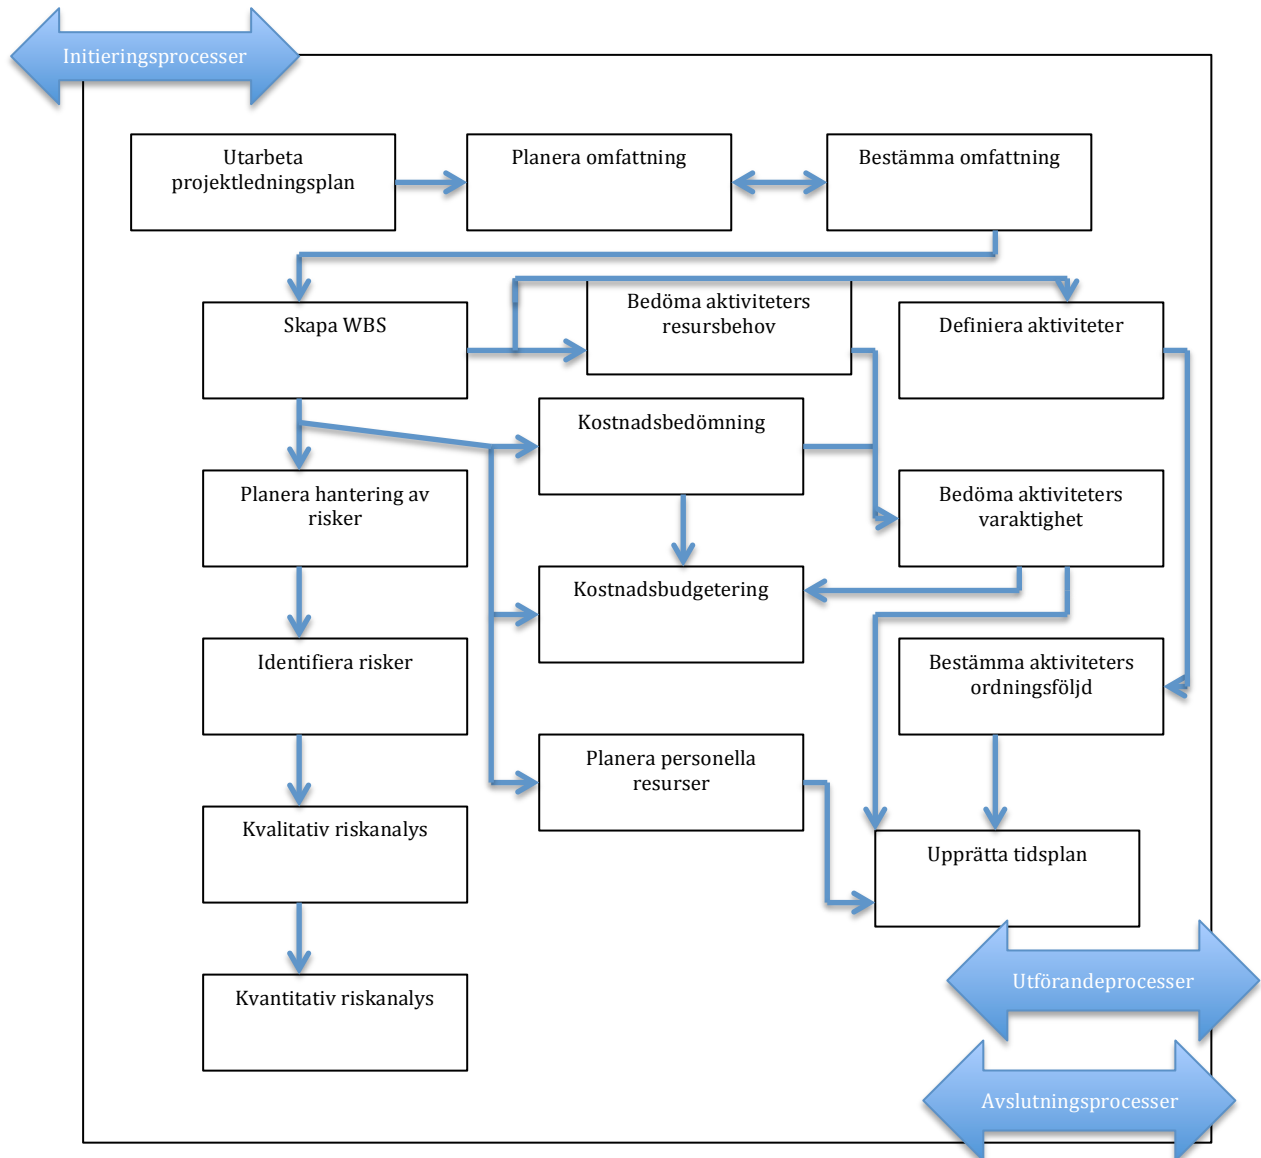 Initieringsprocesser
Utarbeta
projektledningsplan
Planera omfattning
Bestämma omfattning
Skapa WBS
Bedöma aktiviteters
resursbehov
Definiera aktiviteter
Kostnadsbedömning
Planera hantering av
risker
Bedöma aktiviteters
varaktighet
Kostnadsbudgetering
Identifiera risker
Bestämma aktiviteters
ordningsföljd
Planera personella
resurser
Kvalitativ riskanalys
Upprätta tidsplan
Utförandeprocesser
Kvantitativ riskanalys
Avslutningsprocesser